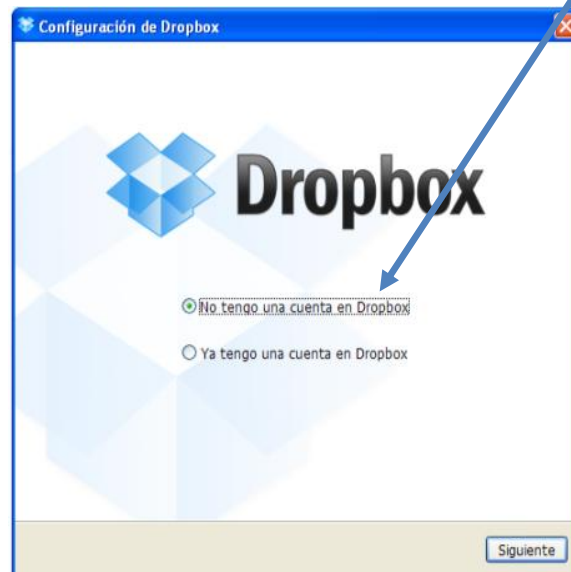 Configuración de Dropbox
Dropbox
No tengo una cuenta en Dropbox
Ya tengo una cuenta en Dropbox
Siguiente